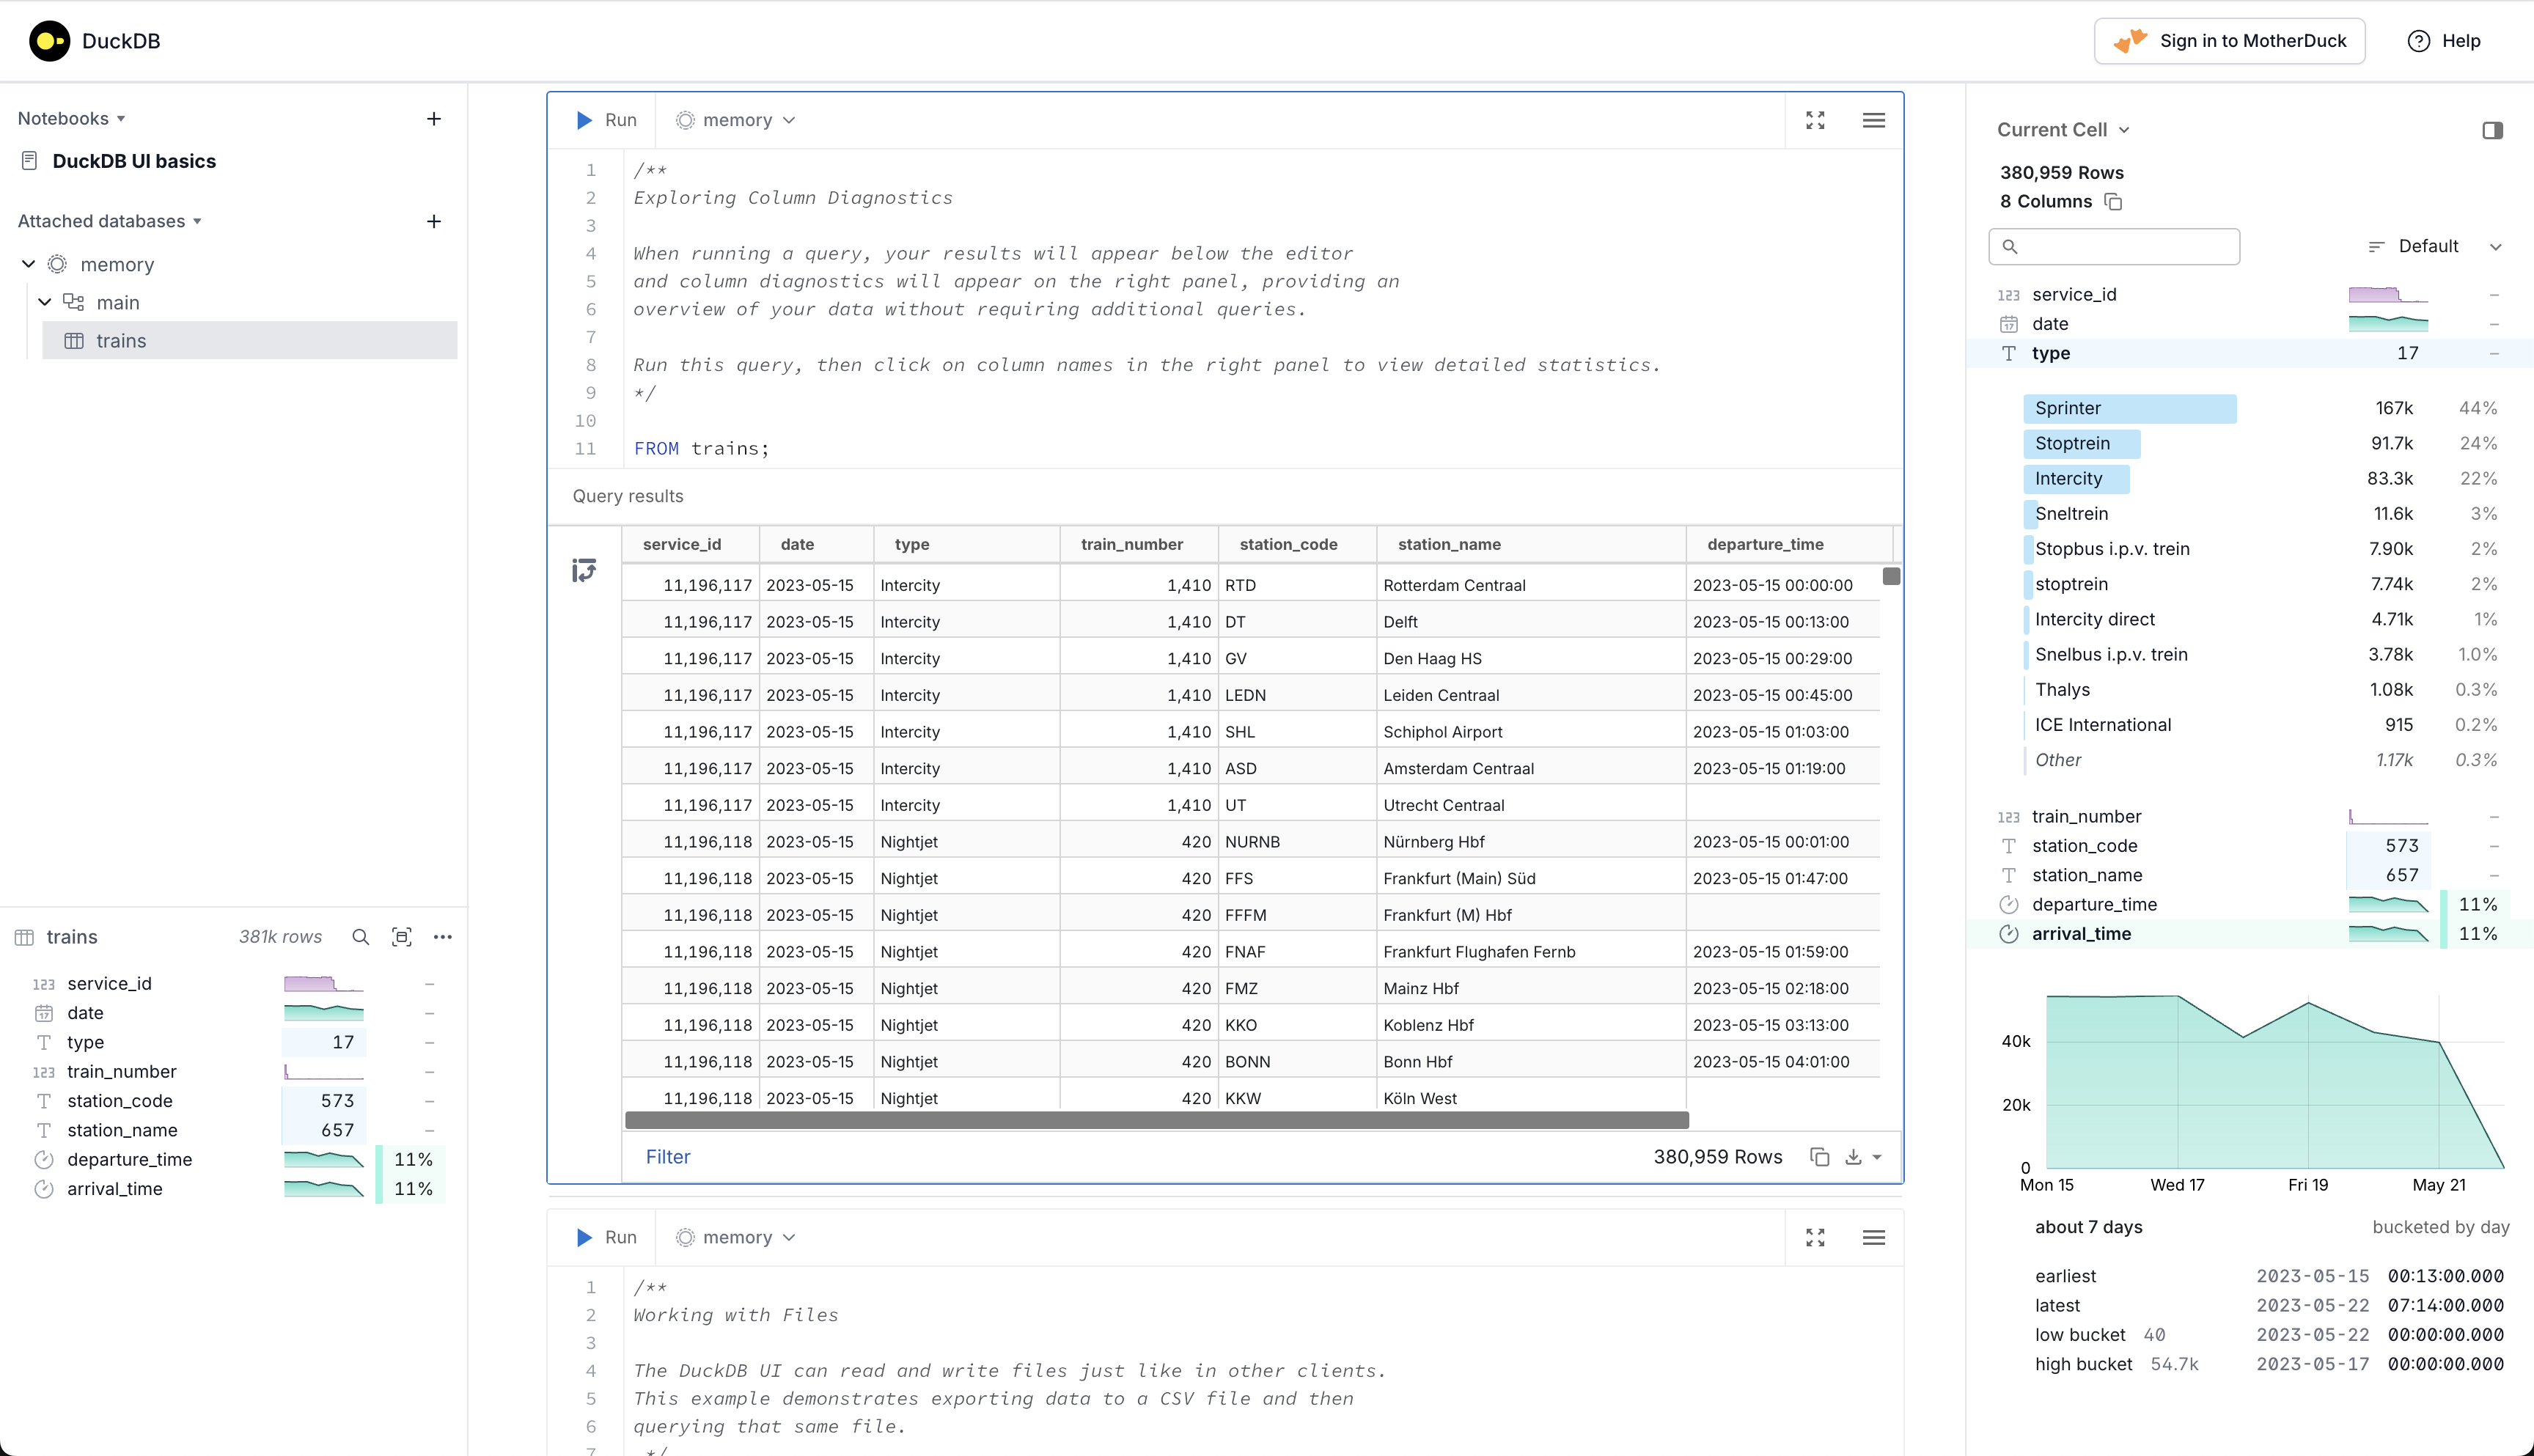 DuckDB
Sign in to MotherDuck
Help
Notebooks
DuckDB UI basics
Attached databases
memory
main
trains
trains 381k rows
123 service_id –
17 date –
T type 17 –
123 train_number –
T station_code 573 –
T station_name 657 –
departure_time 11%
arrival_time 11%
Run memory
1 /**
2 Exploring Column Diagnostics
3
4 When running a query, your results will appear below the editor
5 and column diagnostics will appear on the right panel, providing an
6 overview of your data without requiring additional queries.
7
8 Run this query, then click on column names in the right panel to view detailed statistics.
9 */
10
11 FROM trains;
Query results
service_id date type train_number station_code station_name departure_time
11,196,117 2023-05-15 Intercity 1,410 RTD Rotterdam Centraal 2023-05-15 00:00:00
11,196,117 2023-05-15 Intercity 1,410 DT Delft 2023-05-15 00:13:00
11,196,117 2023-05-15 Intercity 1,410 GV Den Haag HS 2023-05-15 00:29:00
11,196,117 2023-05-15 Intercity 1,410 LEDN Leiden Centraal 2023-05-15 00:45:00
11,196,117 2023-05-15 Intercity 1,410 SHL Schiphol Airport 2023-05-15 01:03:00
11,196,117 2023-05-15 Intercity 1,410 ASD Amsterdam Centraal 2023-05-15 01:19:00
11,196,117 2023-05-15 Intercity 1,410 UT Utrecht Centraal
11,196,118 2023-05-15 Nightjet 420 NURNB Nürnberg Hbf 2023-05-15 00:01:00
11,196,118 2023-05-15 Nightjet 420 FFS Frankfurt (Main) Süd 2023-05-15 01:47:00
11,196,118 2023-05-15 Nightjet 420 FFFM Frankfurt (M) Hbf
11,196,118 2023-05-15 Nightjet 420 FNAF Frankfurt Flughafen Fernb 2023-05-15 01:59:00
11,196,118 2023-05-15 Nightjet 420 FMZ Mainz Hbf 2023-05-15 02:18:00
11,196,118 2023-05-15 Nightjet 420 KKO Koblenz Hbf 2023-05-15 03:13:00
11,196,118 2023-05-15 Nightjet 420 BONN Bonn Hbf 2023-05-15 04:01:00
11,196,118 2023-05-15 Nightjet 420 KKW Köln West
Filter 380,959 Rows
Run memory
1 /**
2 Working with Files
3
4 The DuckDB UI can read and write files just like in other clients.
5 This example demonstrates exporting data to a CSV file and then
6 querying that same file.
7 */
Current Cell
380,959 Rows
8 Columns
Default
123 service_id –
17 date –
T type 17 –
Sprinter 167k 44%
Stoptrein 91.7k 24%
Intercity 83.3k 22%
Sneltrein 11.6k 3%
Stopbus i.p.v. trein 7.90k 2%
stoptrein 7.74k 2%
Intercity direct 4.71k 1%
Snelbus i.p.v. trein 3.78k 1.0%
Thalys 1.08k 0.3%
ICE International 915 0.2%
Other 1.17k 0.3%
123 train_number –
T station_code 573 –
T station_name 657 –
departure_time 11%
arrival_time 11%
40k
20k
0
Mon 15 Wed 17 Fri 19 May 21
about 7 days bucketed by day
earliest 2023-05-15 00:13:00.000
latest 2023-05-22 07:14:00.000
low bucket 40 2023-05-22 00:00:00.000
high bucket 54.7k 2023-05-17 00:00:00.000